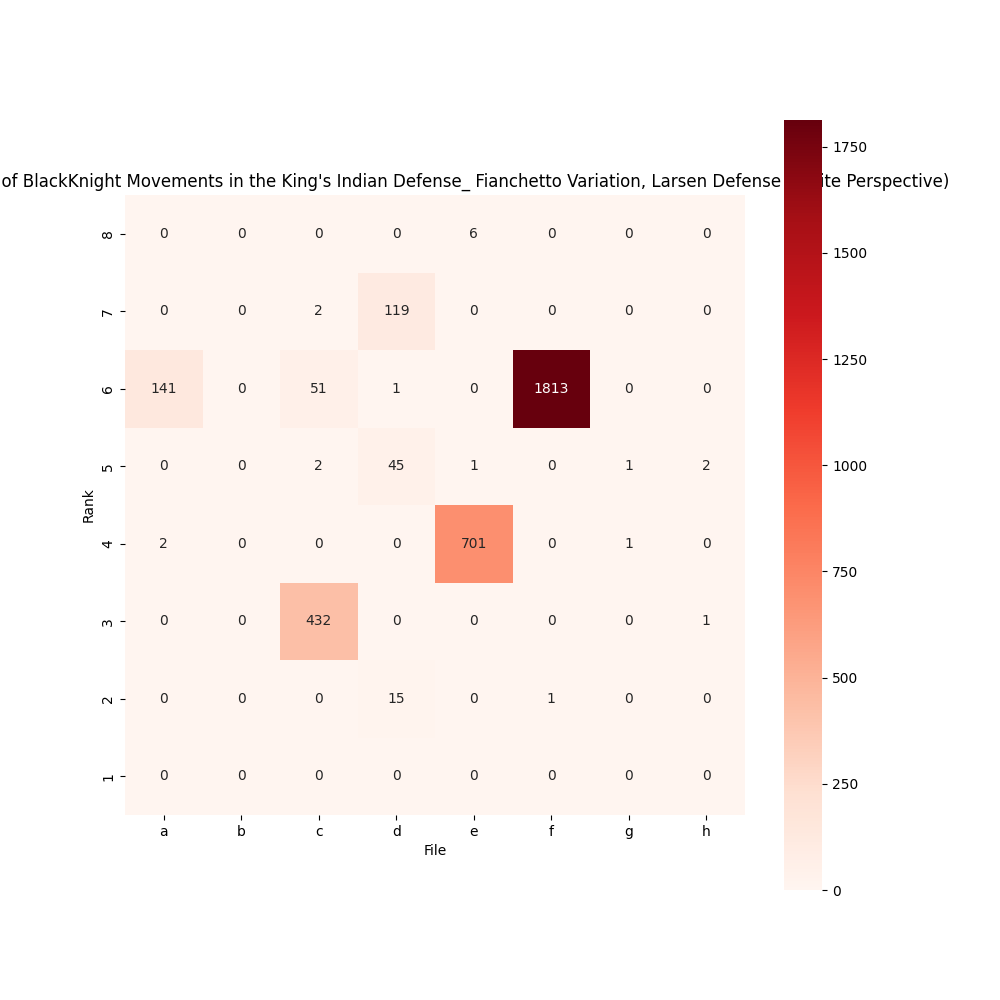 of BlackKnight Movements in the King's Indian Defense_ Fianchetto Variation, Larsen Defense ite Perspective)
8 0 0 0 0 6 0 0 0
7 0 0 2 119 0 0 0 0
6 141 0 51 1 0 1813 0 0
5 0 0 2 45 1 0 1 2
4 2 0 0 0 701 0 1 0
3 0 0 432 0 0 0 0 1
2 0 0 0 15 0 1 0 0
1 0 0 0 0 0 0 0 0
a b c d e f g h
File
Rank
1750
1500
1250
1000
750
500
250
0